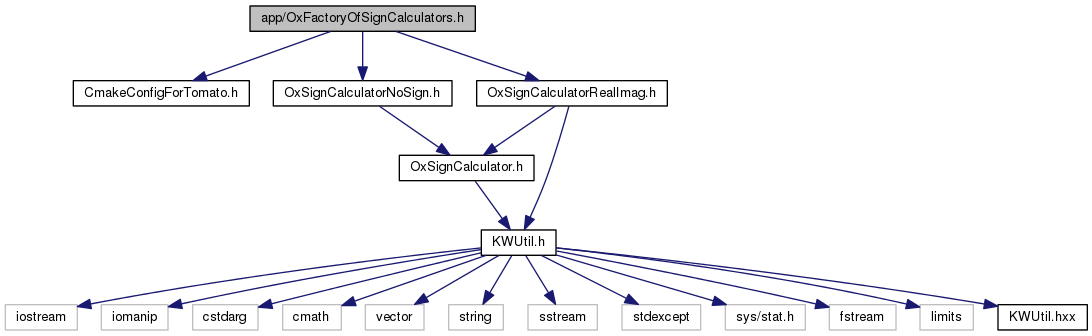 app/OxFactoryOfSignCalculators.h
CmakeConfigForTomato.h
OxSignCalculatorNoSign.h
OxSignCalculatorRealImag.h
OxSignCalculator.h
KWUtil.h
iostream
iomanip
cstdarg
cmath
vector
string
sstream
stdexcept
sys/stat.h
fstream
limits
KWUtil.hxx